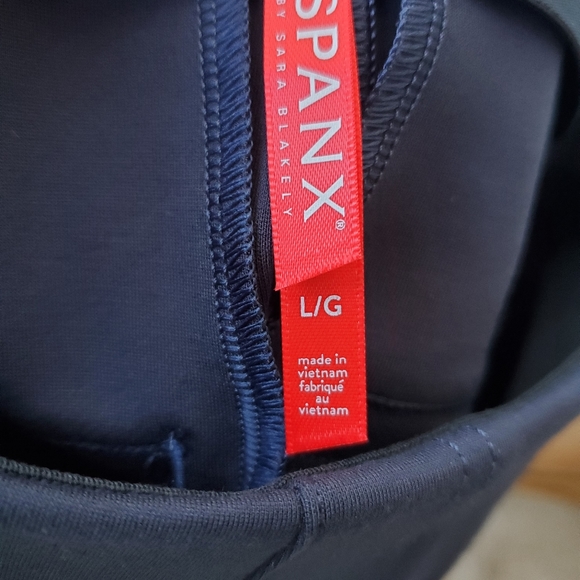 SPANX®
BY SARA BLAKELY
L/G
made in
vietnam
fabriqué
au
vietnam